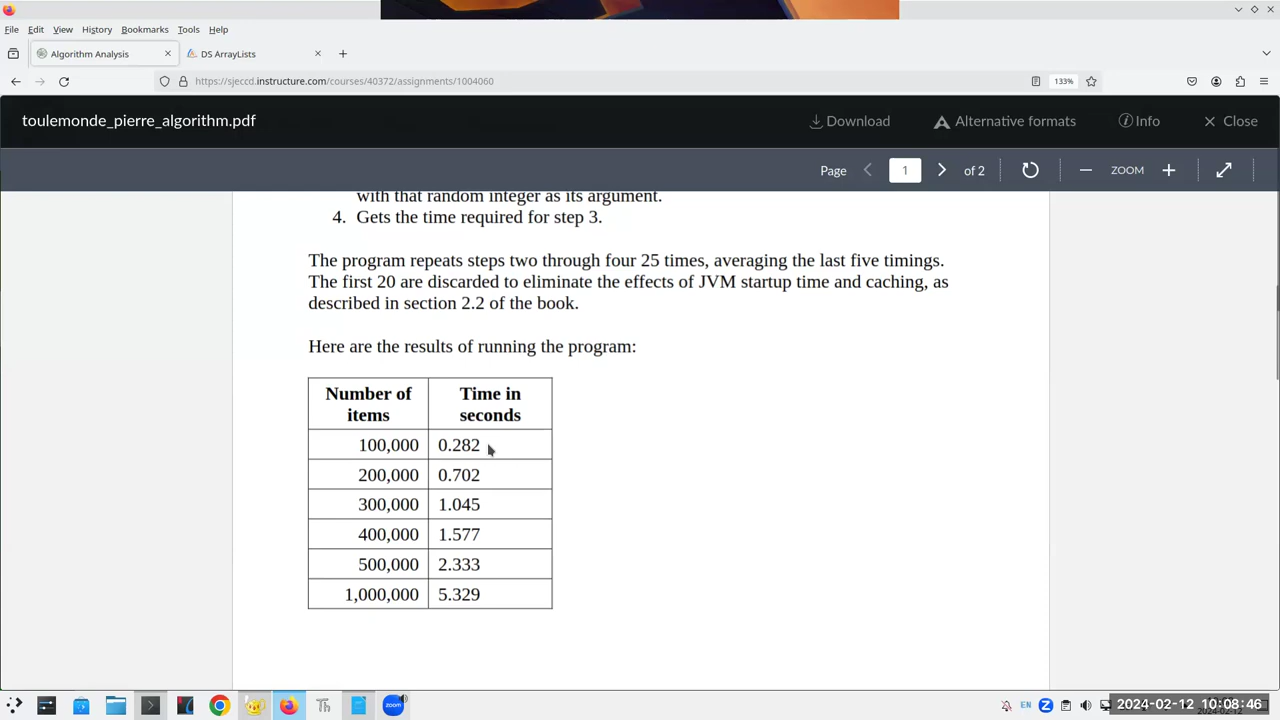 File Edit View History Bookmarks Tools Help
Algorithm Analysis
DS ArrayLists
https://sjeccd.instructure.com/courses/40372/assignments/1004060
133%
toulemonde_pierre_algorithm.pdf
Download
Alternative formats
Info
Close
Page 1 of 2
ZOOM
with that random integer as its argument.
4. Gets the time required for step 3.
The program repeats steps two through four 25 times, averaging the last five timings.
The first 20 are discarded to eliminate the effects of JVM startup time and caching, as
described in section 2.2 of the book.
Here are the results of running the program:
Number of items Time in seconds
100,000 0.282
200,000 0.702
300,000 1.045
400,000 1.577
500,000 2.333
1,000,000 5.329
Th
zoom
EN
Z
2024-02-12 10:08:46